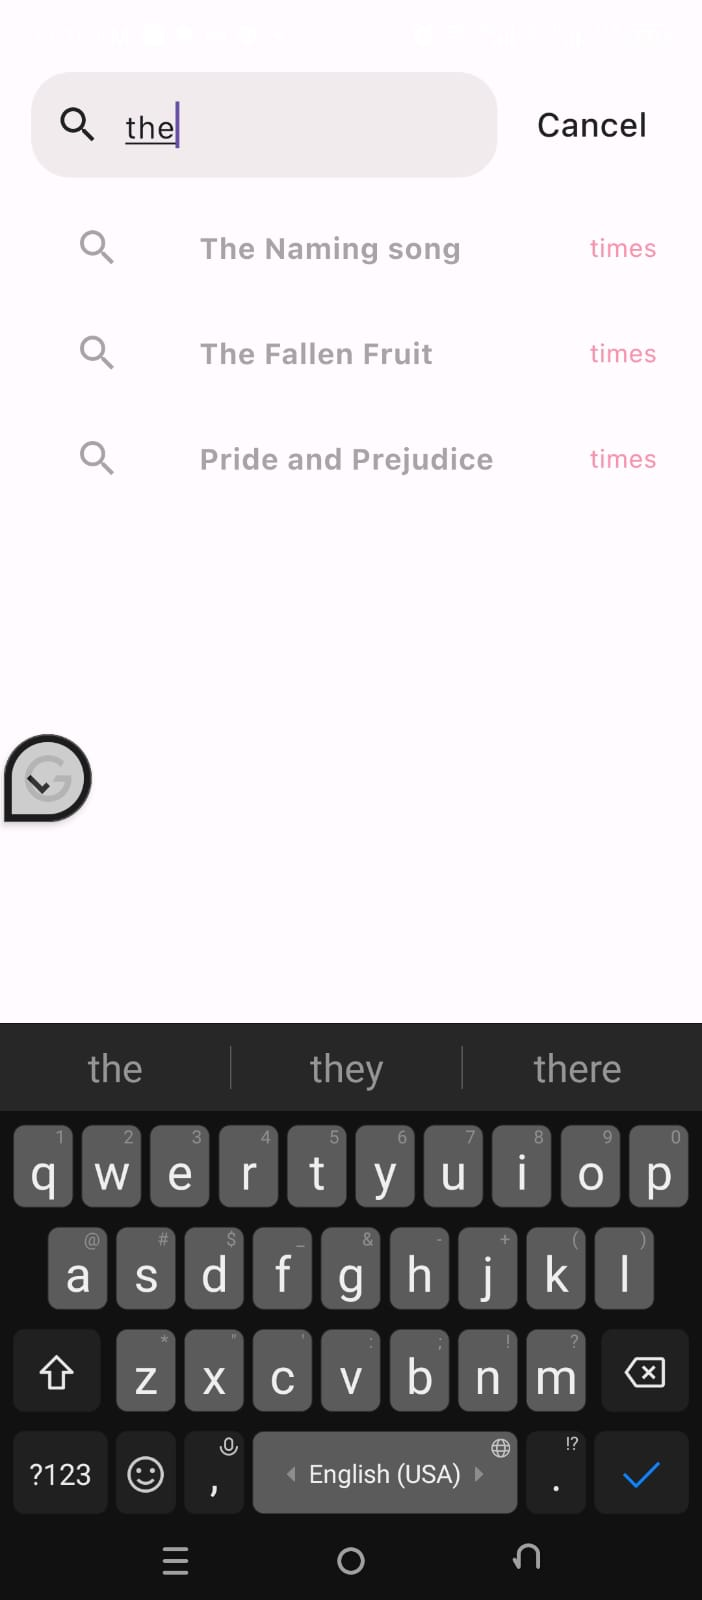 the
Cancel
The Naming song times
The Fallen Fruit times
Pride and Prejudice times
the they there
1 2 3 4 5 6 7 8 9 0
q w e r t y u i o p
@ # $ _ & - + ( )
a s d f g h j k l
* " ' : ; ! ?
z x c v b n m
!?
?123 , English (USA) .